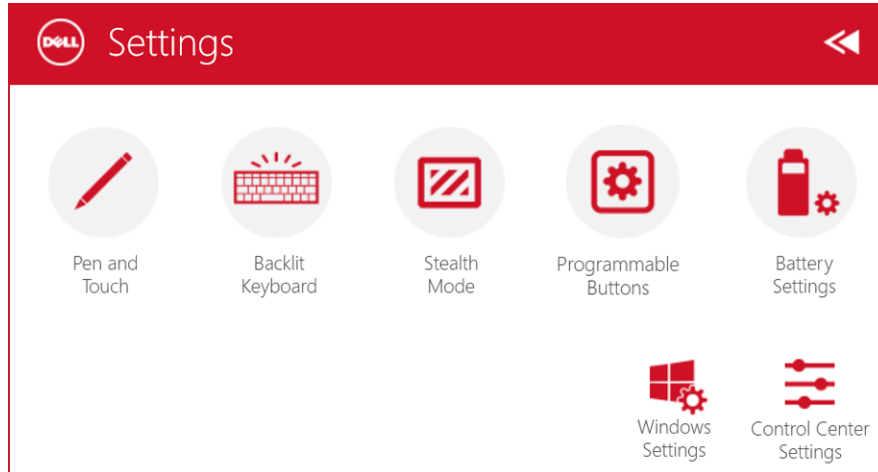 DELL Settings
Pen and
Touch
Backlit
Keyboard
Stealth
Mode
Programmable
Buttons
Battery
Settings
Windows
Settings
Control Center
Settings